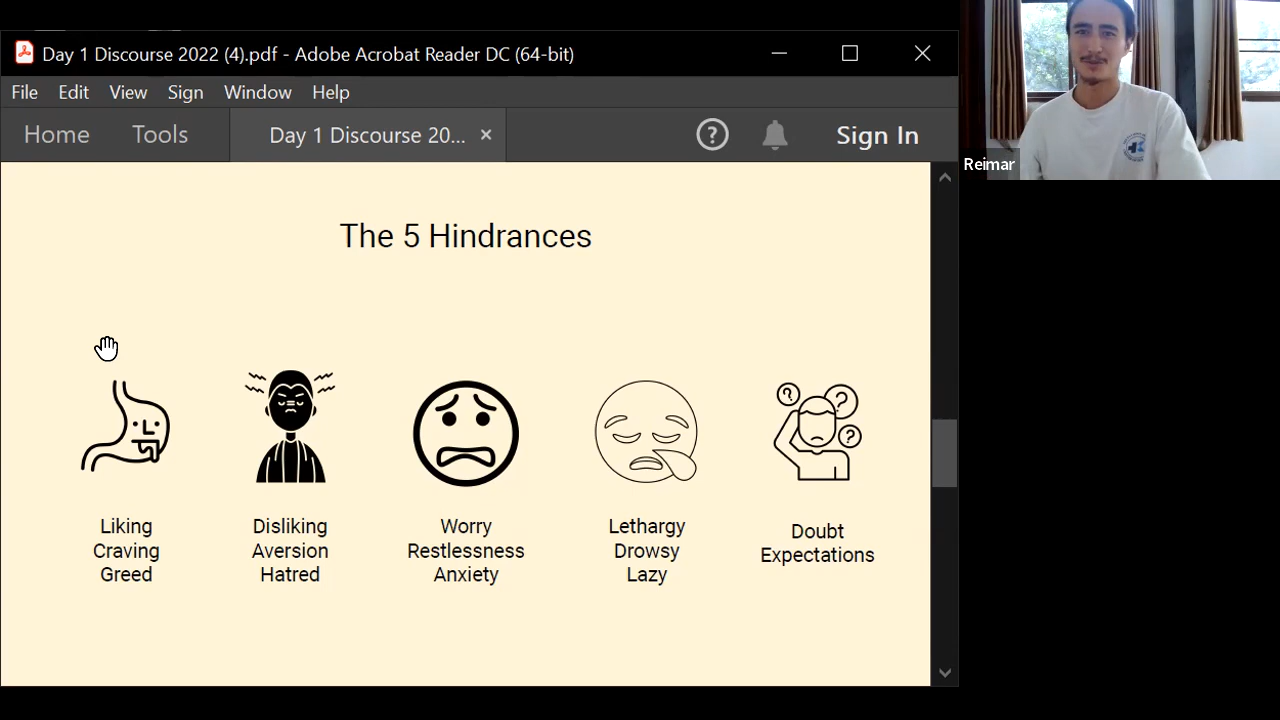 Day 1 Discourse 2022 (4).pdf - Adobe Acrobat Reader DC (64-bit)
File Edit View Sign Window Help
Home Tools Day 1 Discourse 20... × ? Sign In
Reimar
The 5 Hindrances
? ? ?
Liking
Craving
Greed
Disliking
Aversion
Hatred
Worry
Restlessness
Anxiety
Lethargy
Drowsy
Lazy
Doubt
Expectations